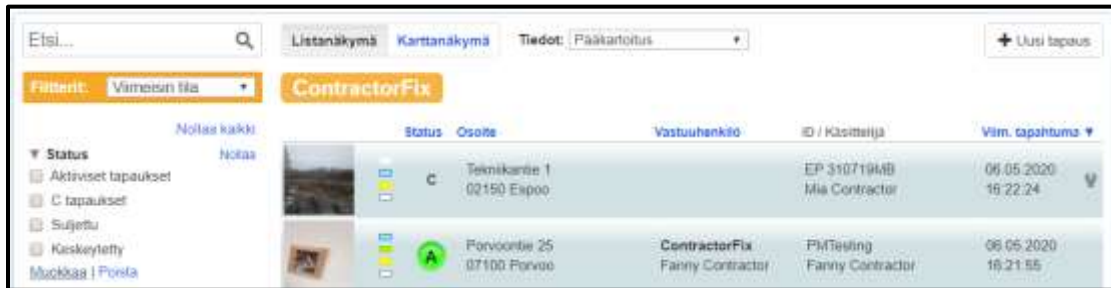 Etsi...
Listanäkymä Karttanäkymä Tiedot: Pääkartoitus
+ Uusi tapaus
Filtterit: Viimeisin tila
ContractorFix
Nollaa kaikki
Status Osoite Vastuuhenkilö ID / Käsittelijä Viim. tapahtuma ▼
▼ Status Nollaa
Aktiiviset tapaukset
C tapaukset
Suljettu
Keskeytetty
Muokkaa | Poista
C Tekniikantie 1 EP 310719MB 06.05.2020
02150 Espoo Mia Contractor 16:22:24
A Porvoontie 25 ContractorFix PMTesting 06.05.2020
07100 Porvoo Fanny Contractor Fanny Contractor 16:21:55